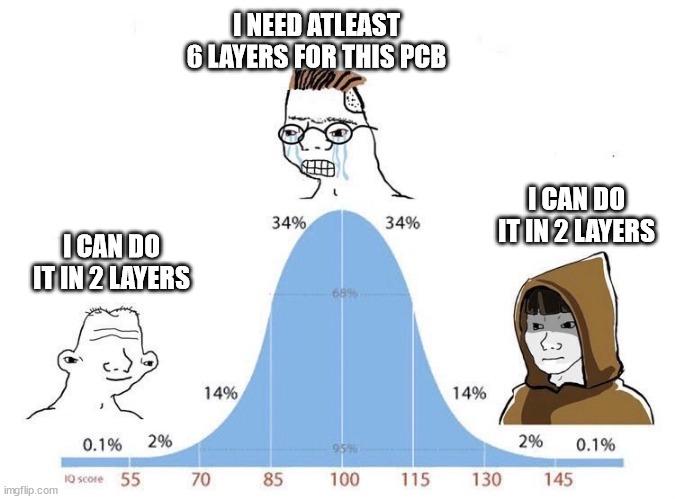 I NEED ATLEAST
6 LAYERS FOR THIS PCB
I CAN DO
IT IN 2 LAYERS
I CAN DO
IT IN 2 LAYERS
34% 34%
68%
14% 14%
95%
0.1% 2% 2% 0.1%
IQ score 55 70 85 100 115 130 145
imgflip.com